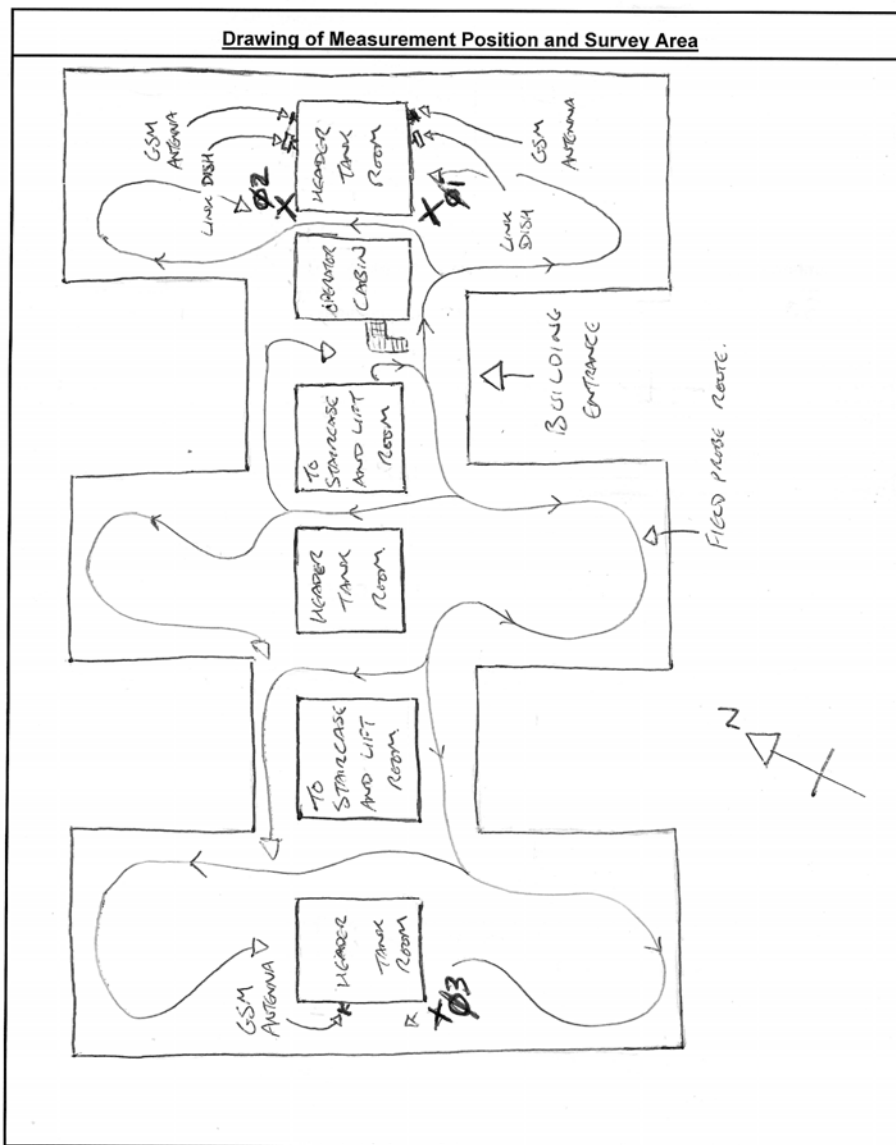 Drawing of Measurement Position and Survey Area
GSM
ANTENNA
LINK DISH
Ø2
X
HEADER
TANK
ROOM
X
Ø1
GSM
ANTENNA
LINK
DISH
OPERATOR
CABIN
BUILDING
ENTRANCE
TO
STAIRCASE
AND LIFT
ROOM
FIELD PROBE ROUTE.
HEADER
TANK
ROOM
TO
STAIRCASE
AND LIFT
ROOM
N
HEADER
TANK
ROOM
GSM
ANTENNA
X
Ø3